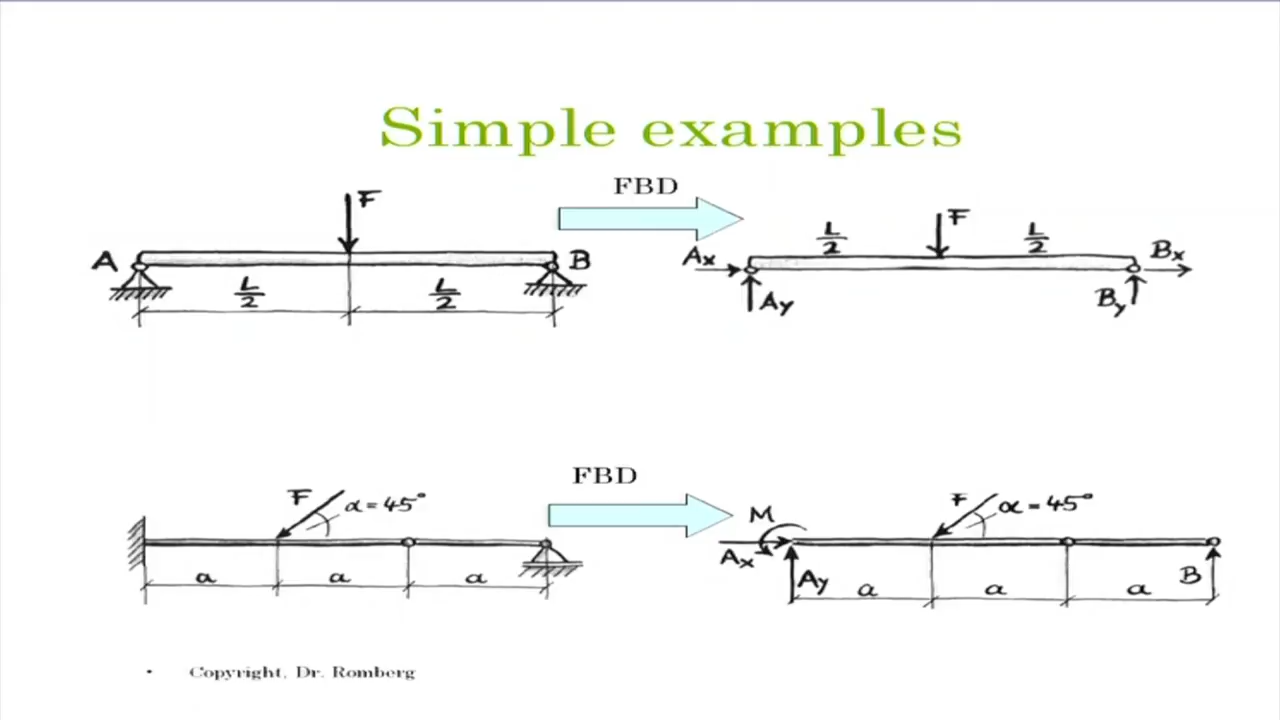 Simple examples
FBD
F
A
B
L/2
L/2
F
L/2
L/2
Ax
Ay
Bx
By
FBD
F
α = 45°
a
a
a
M
Ax
Ay
F
α = 45°
B
a
a
a
• Copyright, Dr. Romberg